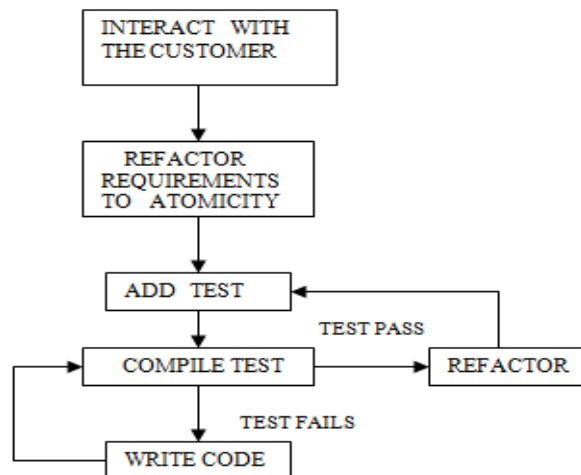 INTERACT WITH
THE CUSTOMER
REFACTOR
REQUIREMENTS
TO ATOMICITY
ADD TEST
TEST PASS
COMPILE TEST
REFACTOR
TEST FAILS
WRITE CODE